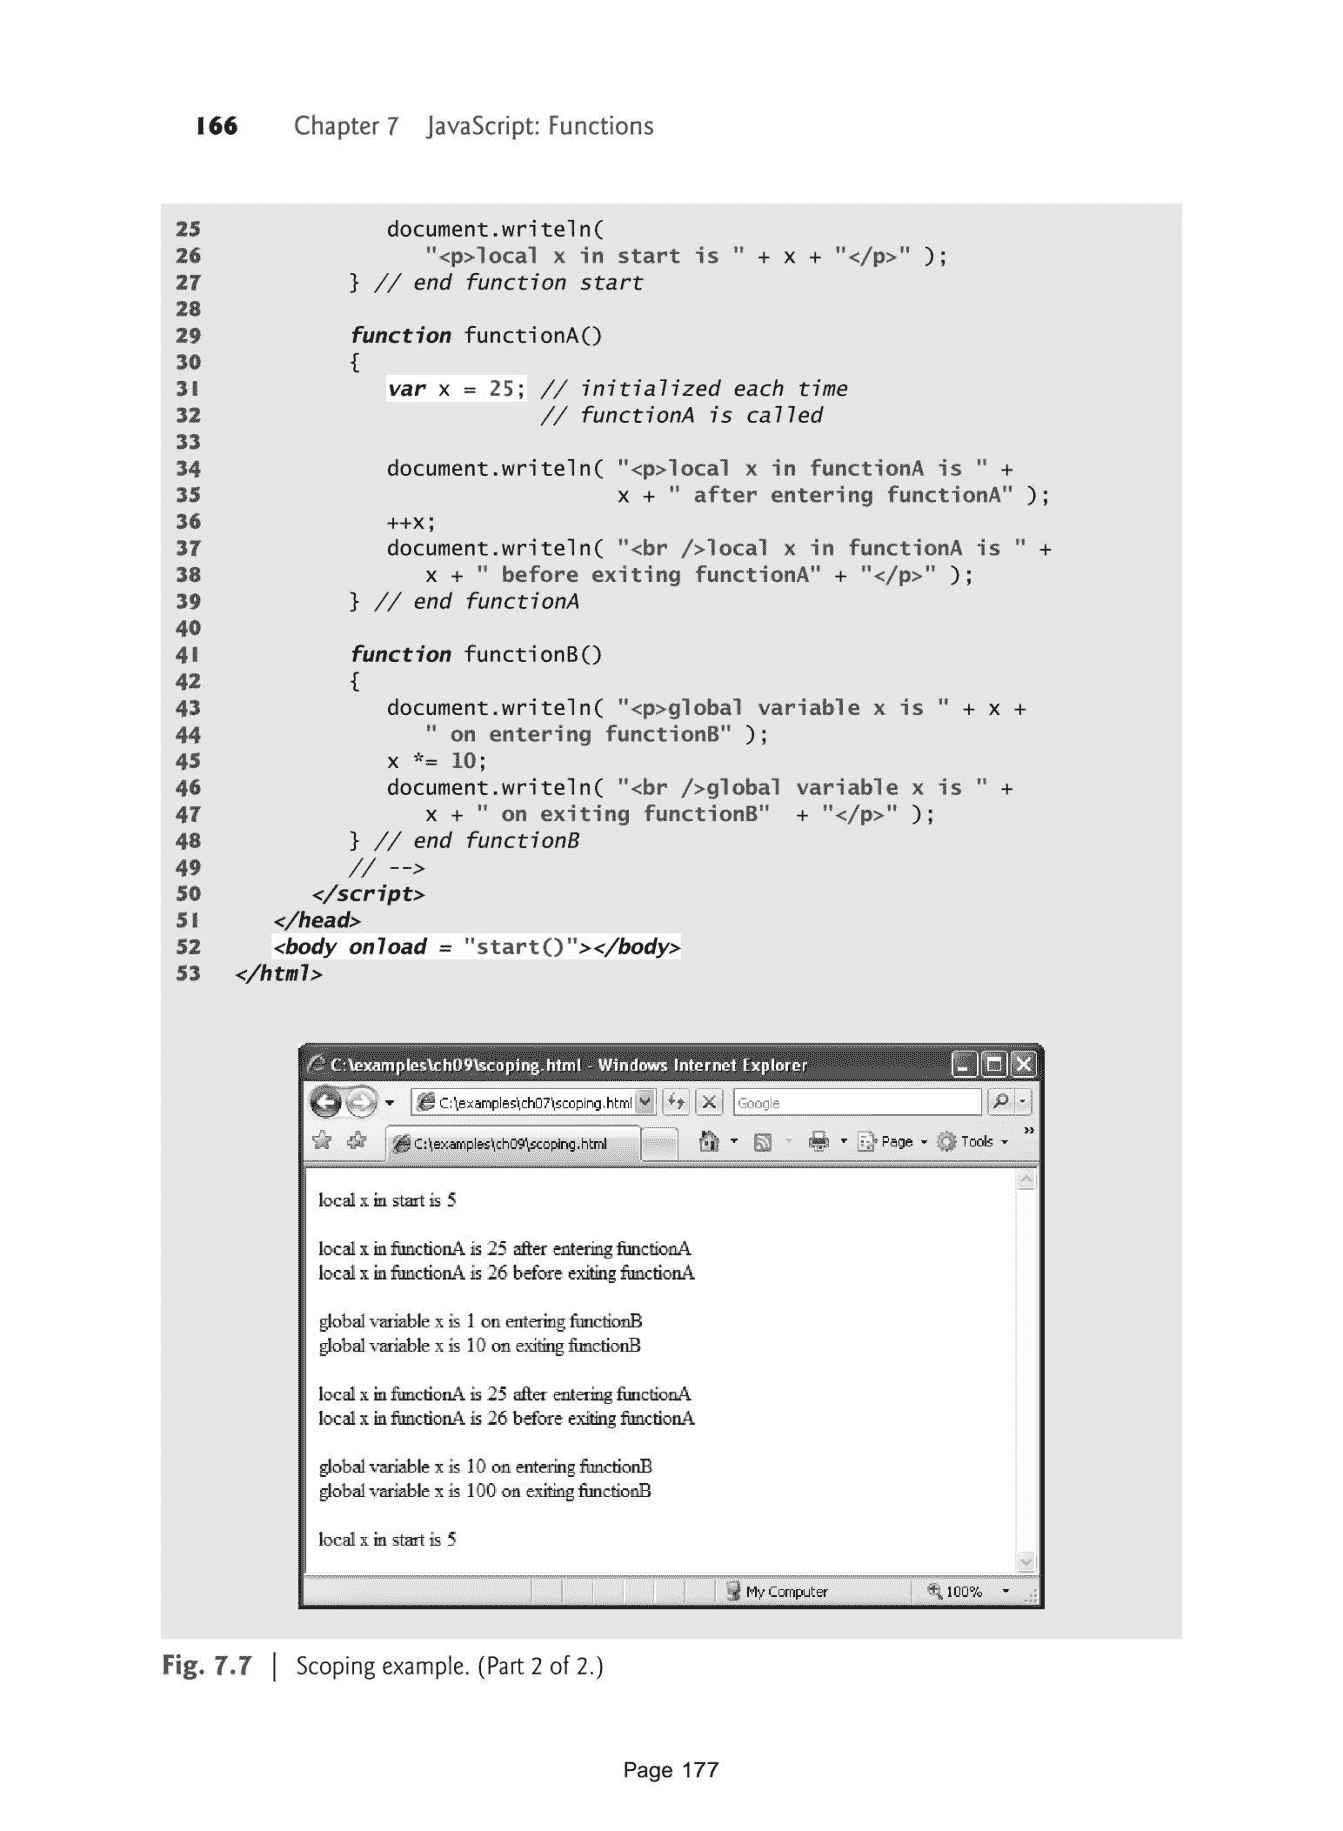 166 Chapter 7 JavaScript: Functions
25 document.writeln(
26 "<p>local x in start is " + x + "</p>" );
27 } // end function start
28
29 function functionA()
30 {
31 var x = 25; // initialized each time
32 // functionA is called
33
34 document.writeln( "<p>local x in functionA is " +
35 x + " after entering functionA" );
36 ++x;
37 document.writeln( "<br />local x in functionA is " +
38 x + " before exiting functionA" + "</p>" );
39 } // end functionA
40
41 function functionB()
42 {
43 document.writeln( "<p>global variable x is " + x +
44 " on entering functionB" );
45 x *= 10;
46 document.writeln( "<br />global variable x is " +
47 x + " on exiting functionB" + "</p>" );
48 } // end functionB
49 // -->
50 </script>
51 </head>
52 <body onload = "start()"></body>
53 </html>
C:\examples\ch09\scoping.html - Windows Internet Explorer
C:\examples\ch07\scoping.html Google
C:\examples\ch09\scoping.html Page Tools »
local x in start is 5
local x in functionA is 25 after entering functionA
local x in functionA is 26 before exiting functionA
global variable x is 1 on entering functionB
global variable x is 10 on exiting functionB
local x in functionA is 25 after entering functionA
local x in functionA is 26 before exiting functionA
global variable x is 10 on entering functionB
global variable x is 100 on exiting functionB
local x in start is 5
My Computer 100%
Fig. 7.7 | Scoping example. (Part 2 of 2.)
Page 177